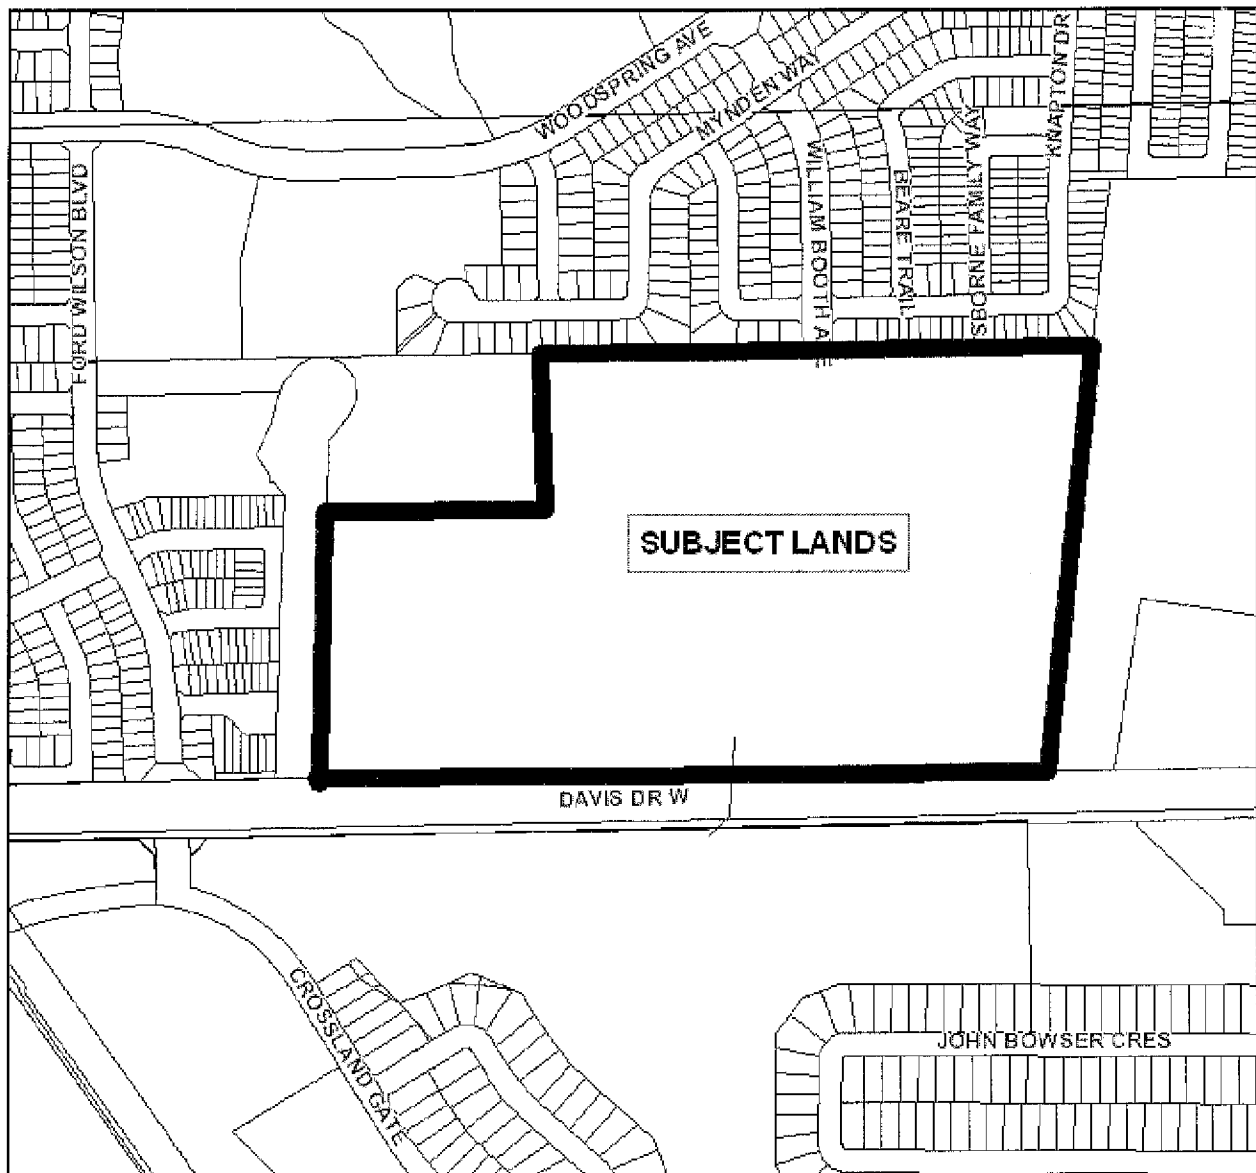 WOODSPRING AVE
MYNDEN WAY
KNAPTON DR
FORD WILSON BLVD
WILLIAM BOOTH AVE
BEARE TRAIL
SBORNE FAMILY WAY
SUBJECT LANDS
DAVIS DR W
CROSSLAND GATE
JOHN BOWSER CRES